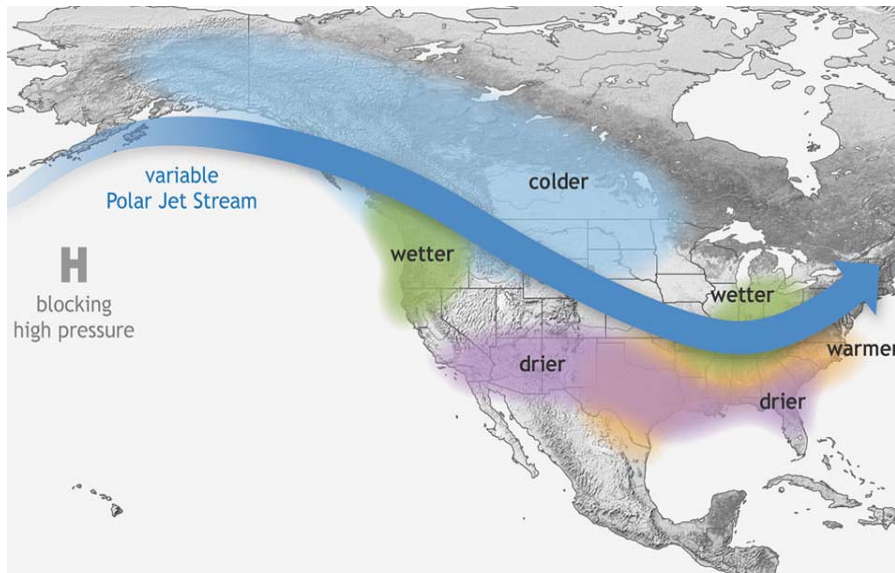 variable
Polar Jet Stream
colder
H
blocking
high pressure
wetter
wetter
drier
warmer
drier